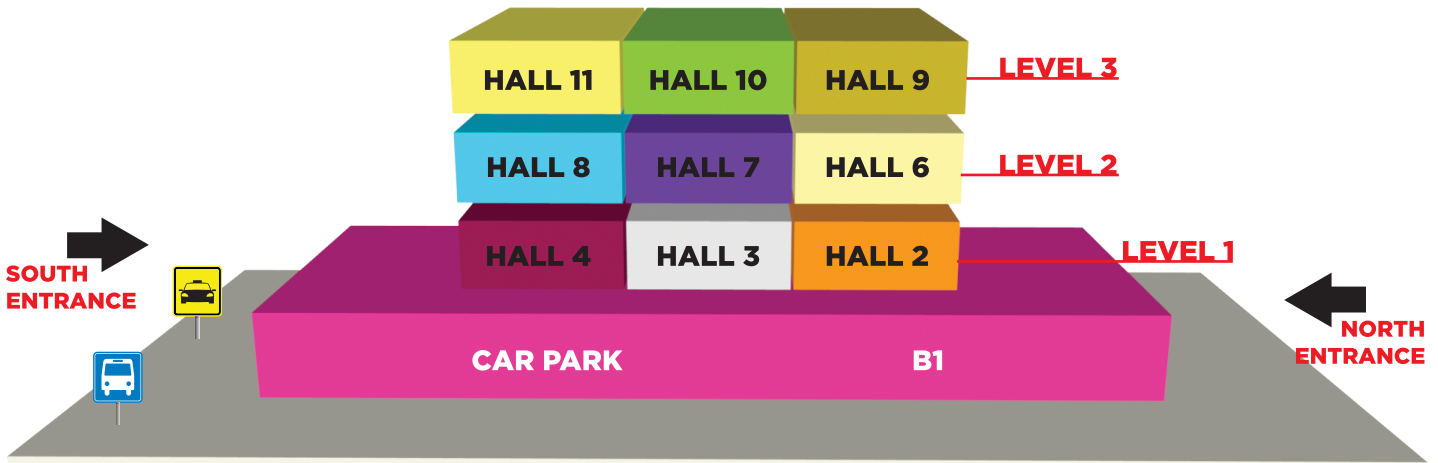 HALL 11
HALL 10
HALL 9
LEVEL 3
HALL 8
HALL 7
HALL 6
LEVEL 2
HALL 4
HALL 3
HALL 2
LEVEL 1
SOUTH
ENTRANCE
NORTH
ENTRANCE
CAR PARK
B1